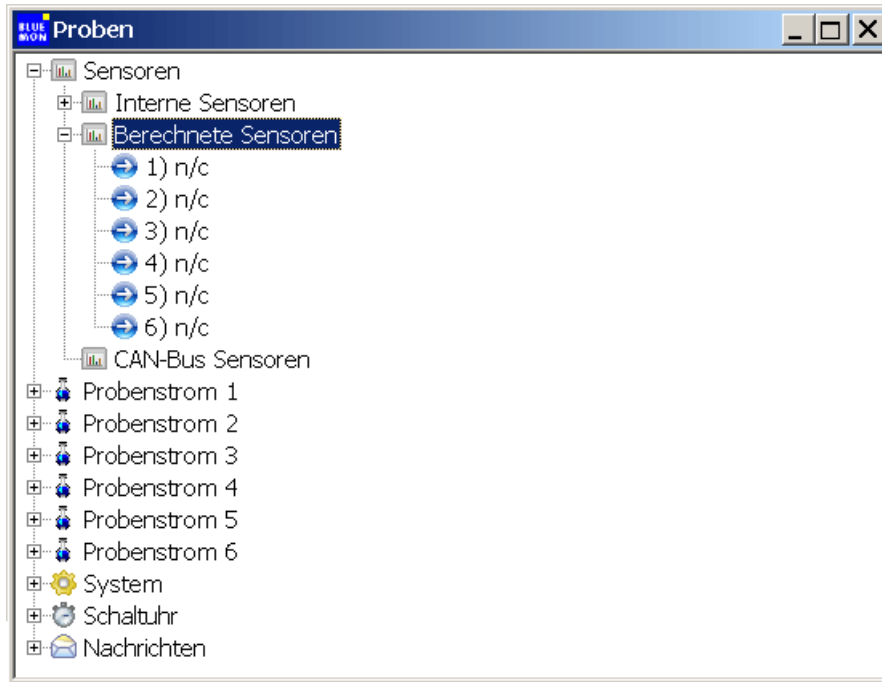 BLUE MON Proben
Sensoren
Interne Sensoren
Berechnete Sensoren
1) n/c
2) n/c
3) n/c
4) n/c
5) n/c
6) n/c
CAN-Bus Sensoren
Probenstrom 1
Probenstrom 2
Probenstrom 3
Probenstrom 4
Probenstrom 5
Probenstrom 6
System
Schaltuhr
Nachrichten